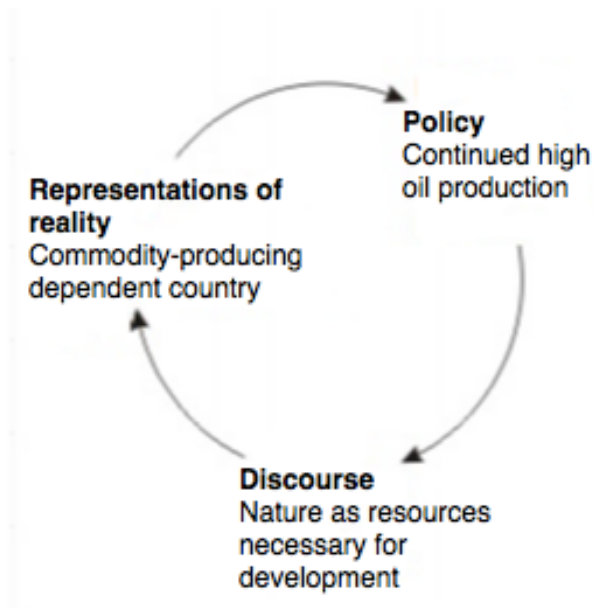 Policy
Continued high
oil production
Representations of
reality
Commodity-producing
dependent country
Discourse
Nature as resources
necessary for
development